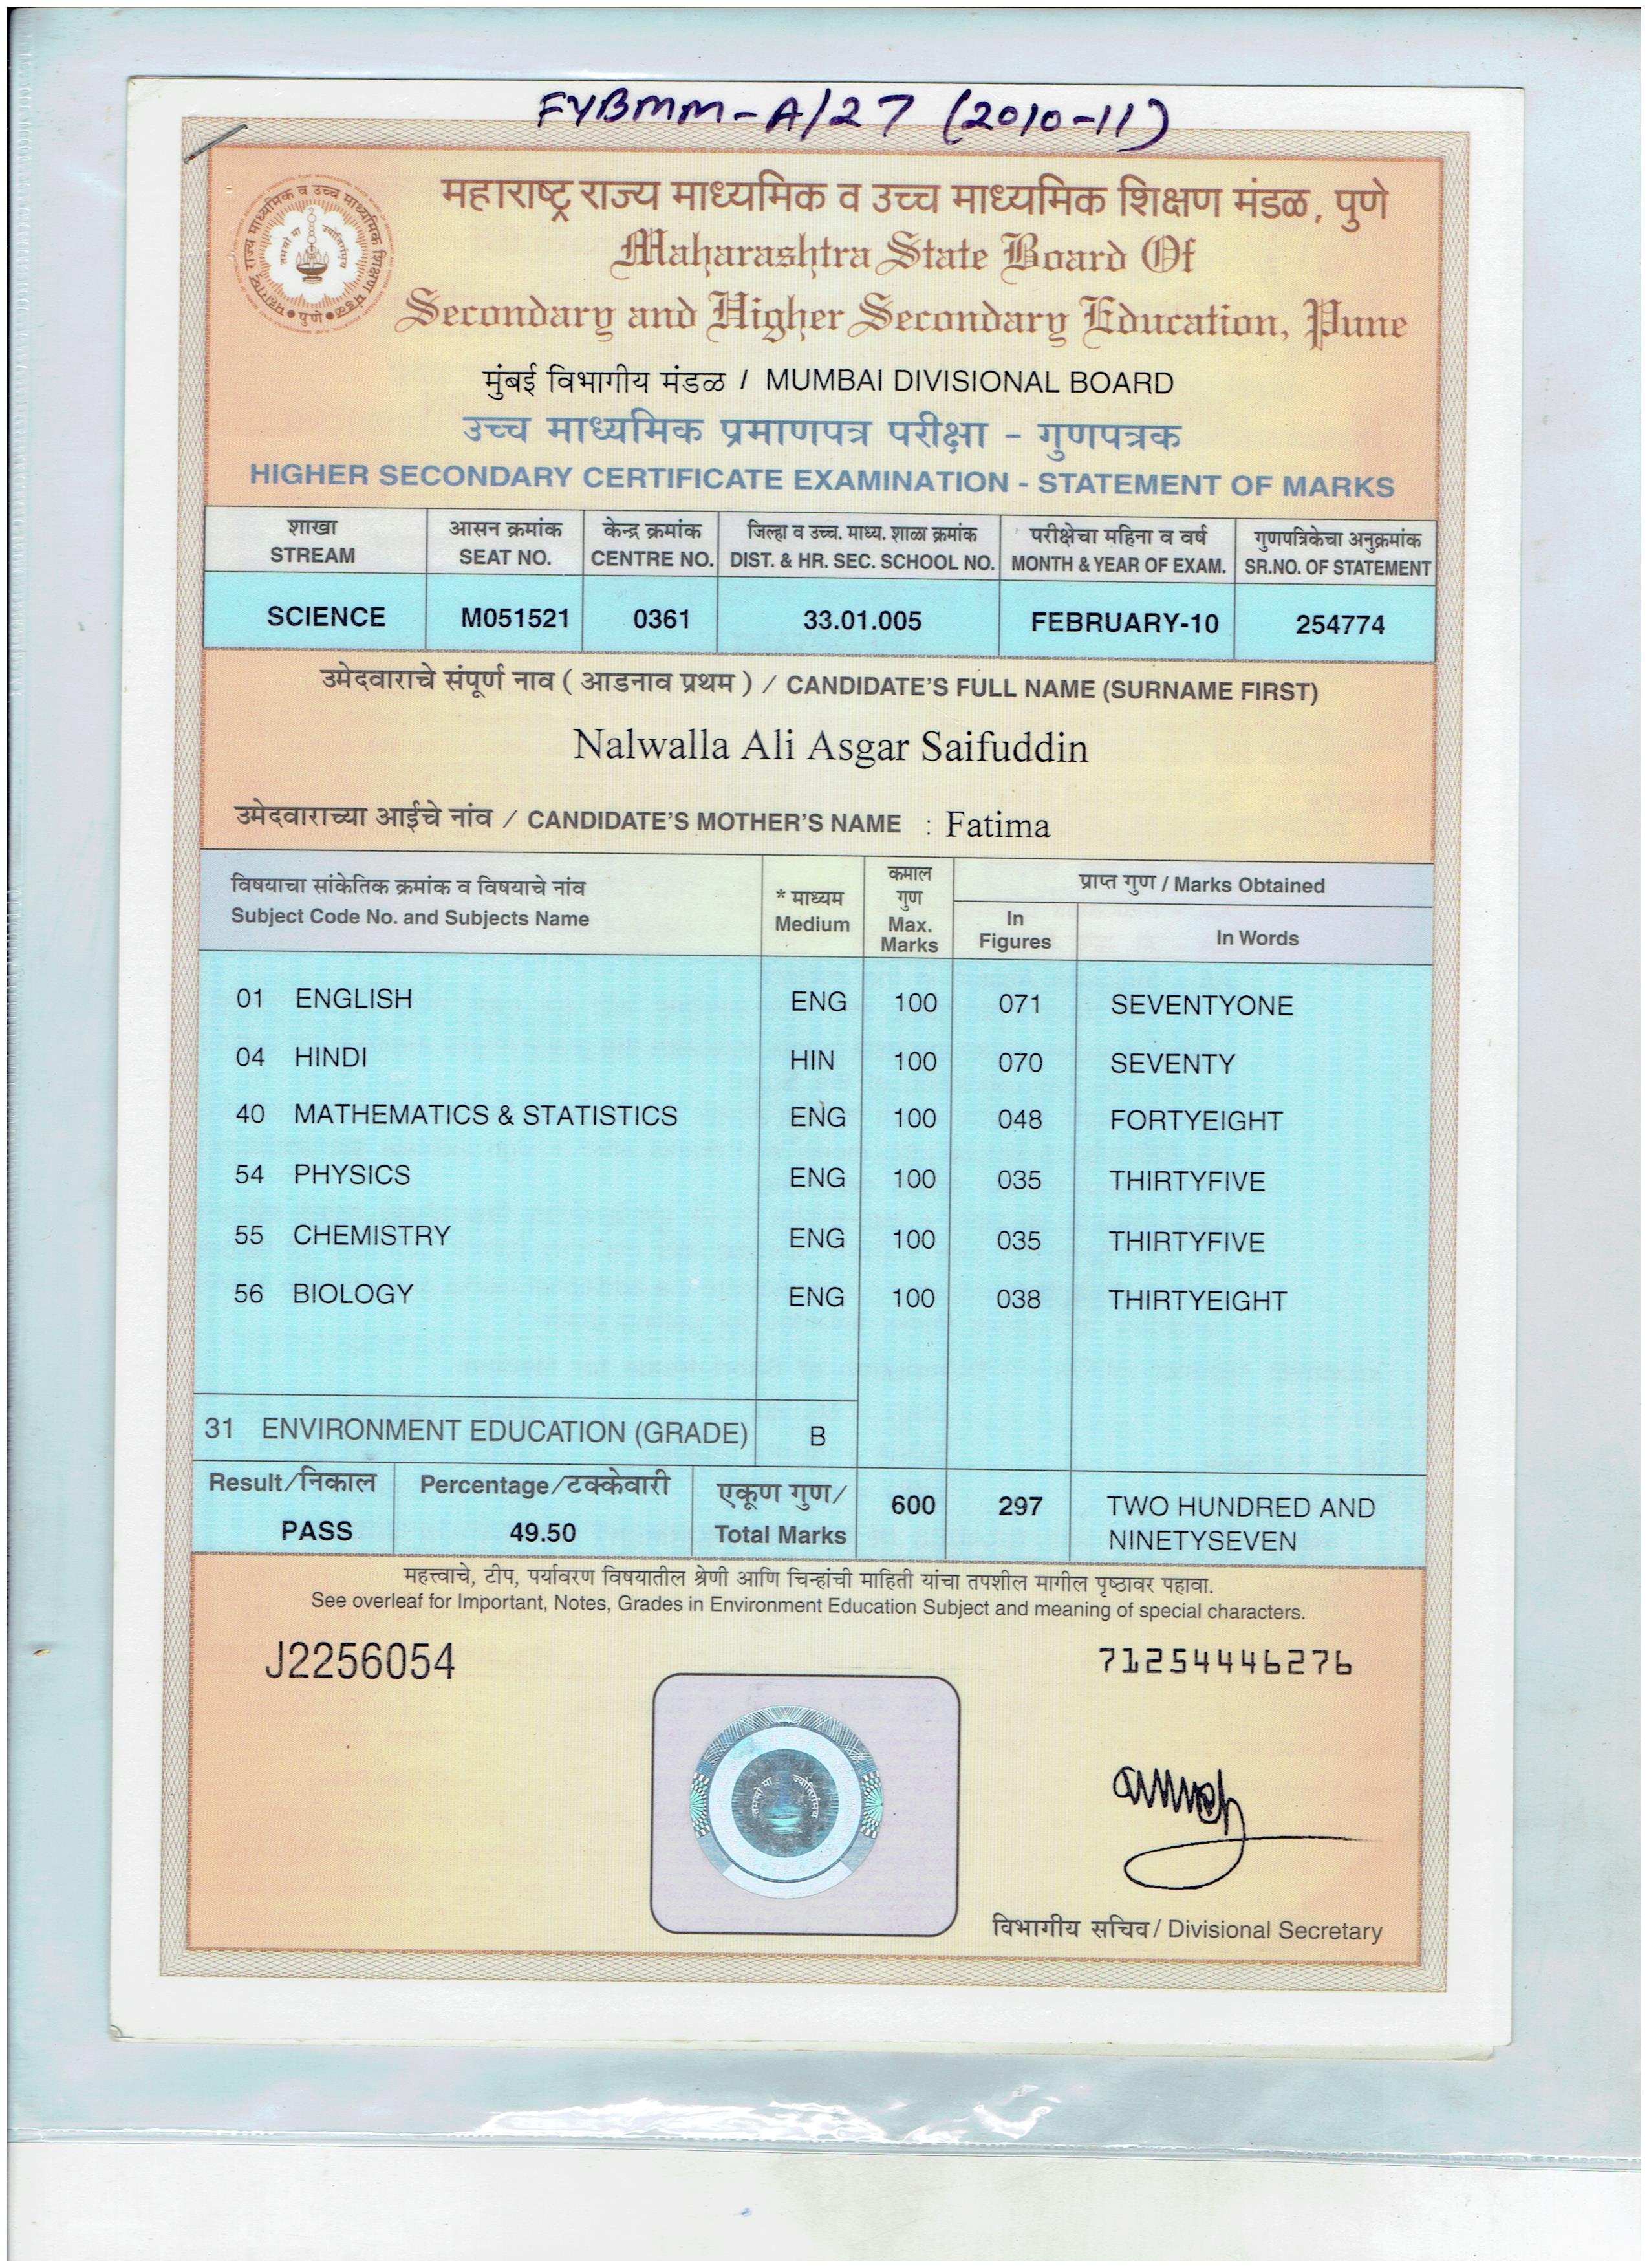 FYBMM-A/27 (2010-11)
महाराष्ट्र राज्य माध्यमिक व उच्च माध्यमिक शिक्षण मंडळ, पुणे
Maharashtra State Board Of
Secondary and Higher Secondary Education, Pune
महाराष्ट्र राज्य माध्यमिक व उच्च माध्यमिक शिक्षण मंडळ • पुणे •
तमसो मा ज्योतिर्गमय
मुंबई विभागीय मंडळ / MUMBAI DIVISIONAL BOARD
उच्च माध्यमिक प्रमाणपत्र परीक्षा - गुणपत्रक
HIGHER SECONDARY CERTIFICATE EXAMINATION - STATEMENT OF MARKS
शाखा आसन क्रमांक केन्द्र क्रमांक जिल्हा व उच्च. माध्य. शाळा क्रमांक परीक्षेचा महिना व वर्ष गुणपत्रिकेचा अनुक्रमांक
STREAM SEAT NO. CENTRE NO. DIST. & HR. SEC. SCHOOL NO. MONTH & YEAR OF EXAM. SR.NO. OF STATEMENT
SCIENCE M051521 0361 33.01.005 FEBRUARY-10 254774
उमेदवाराचे संपूर्ण नाव ( आडनाव प्रथम ) / CANDIDATE'S FULL NAME (SURNAME FIRST)
Nalwalla Ali Asgar Saifuddin
उमेदवाराच्या आईचे नांव / CANDIDATE'S MOTHER'S NAME : Fatima
विषयाचा सांकेतिक क्रमांक व विषयाचे नांव
Subject Code No. and Subjects Name
* माध्यम
Medium
कमाल
गुण
Max.
Marks
प्राप्त गुण / Marks Obtained
In
Figures
In Words
01 ENGLISH ENG 100 071 SEVENTYONE
04 HINDI HIN 100 070 SEVENTY
40 MATHEMATICS & STATISTICS ENG 100 048 FORTYEIGHT
54 PHYSICS ENG 100 035 THIRTYFIVE
55 CHEMISTRY ENG 100 035 THIRTYFIVE
56 BIOLOGY ENG 100 038 THIRTYEIGHT
31 ENVIRONMENT EDUCATION (GRADE) B
Result/निकाल Percentage/टक्केवारी एकूण गुण/ 600 297 TWO HUNDRED AND
PASS 49.50 Total Marks NINETYSEVEN
महत्त्वाचे, टीप, पर्यावरण विषयातील श्रेणी आणि चिन्हांची माहिती यांचा तपशील मागील पृष्ठावर पहावा.
See overleaf for Important, Notes, Grades in Environment Education Subject and meaning of special characters.
J2256054 71254446276
तमसो मा ज्योतिर्गमय
विभागीय सचिव / Divisional Secretary